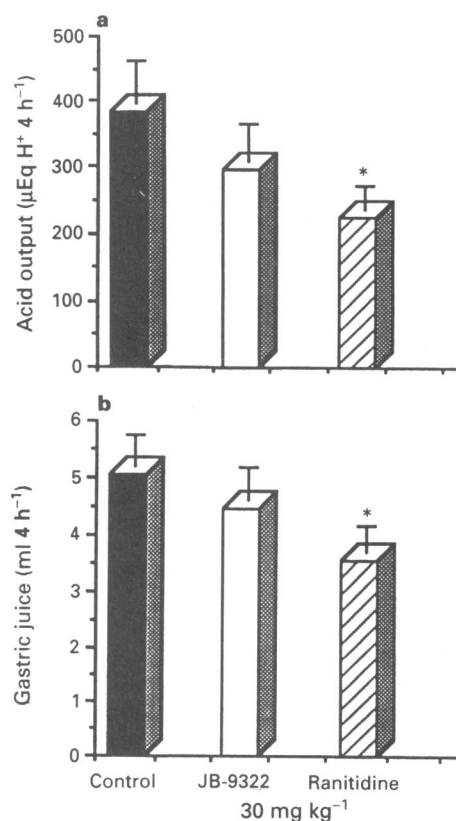 a
500
400
300
200
100
0
Acid output (µEq H⁺ 4 h⁻¹)
*
b
6
5
4
3
2
1
0
Gastric juice (ml 4 h⁻¹)
*
Control JB-9322 Ranitidine
30 mg kg⁻¹